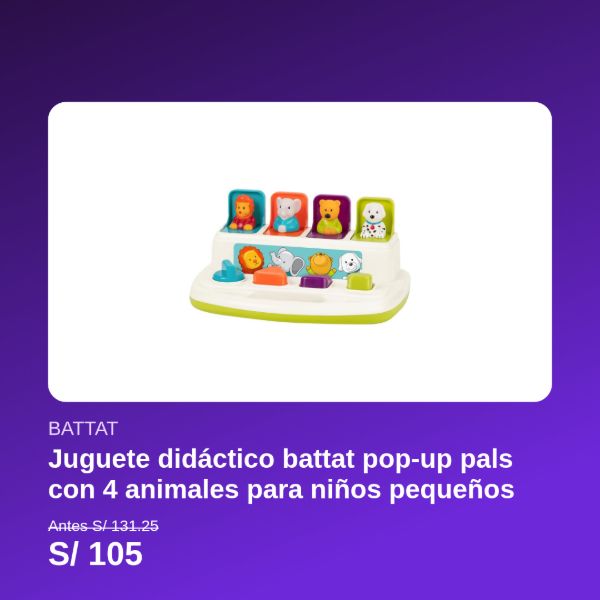 BATTAT
Juguete didáctico battat pop-up pals
con 4 animales para niños pequeños
Antes S/ 131.25
S/ 105